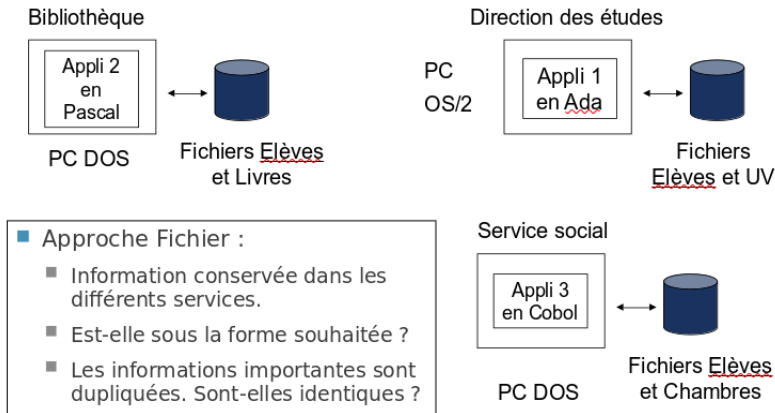 Bibliothèque
Appli 2
en
Pascal
PC DOS
Fichiers Elèves
et Livres
Direction des études
PC
OS/2
Appli 1
en Ada
Fichiers
Elèves et UV
Approche Fichier :
Information conservée dans les
différents services.
Est-elle sous la forme souhaitée ?
Les informations importantes sont
dupliquées. Sont-elles identiques ?
Service social
Appli 3
en Cobol
PC DOS
Fichiers Elèves
et Chambres